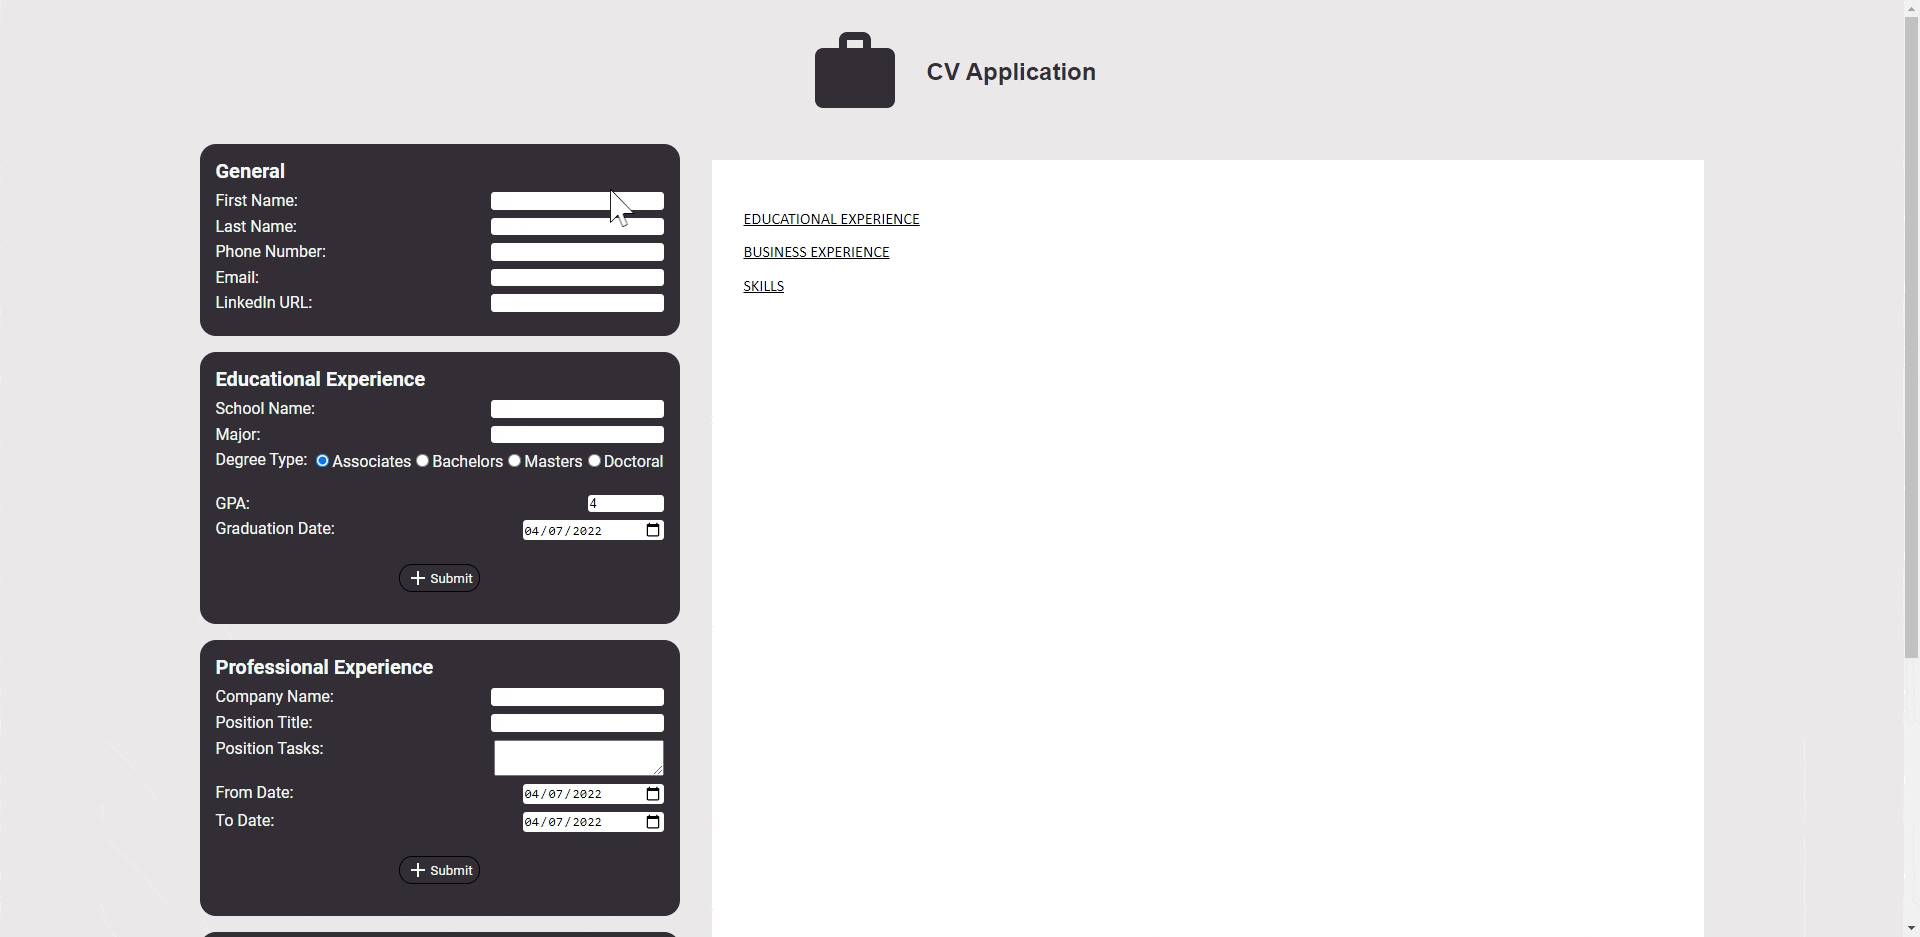 CV Application
General
First Name:
Last Name:
Phone Number:
Email:
LinkedIn URL:
Educational Experience
School Name:
Major:
Degree Type: Associates Bachelors Masters Doctoral
GPA: 4
Graduation Date: 04/07/2022
Submit
Professional Experience
Company Name:
Position Title:
Position Tasks:
From Date: 04/07/2022
To Date: 04/07/2022
Submit
EDUCATIONAL EXPERIENCE
BUSINESS EXPERIENCE
SKILLS